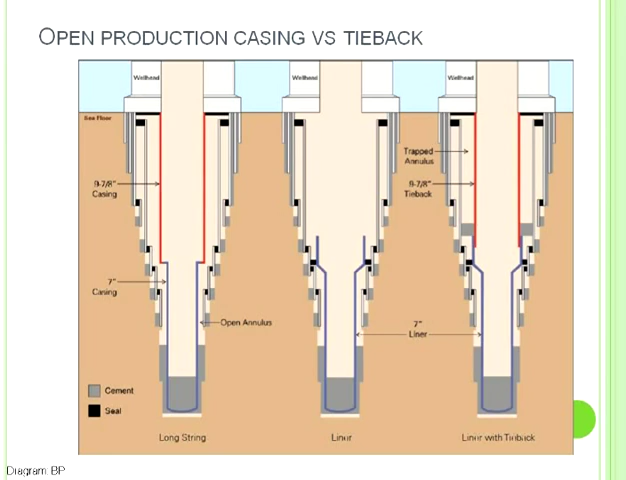 OPEN PRODUCTION CASING VS TIEBACK
Wellhead
Wellhead
Wellhead
Sea Floor
Trapped
Annulus
9-7/8"
Casing
9-7/8"
Tieback
7"
Casing
Open Annulus
7"
Liner
Cement
Seal
Long String
Liner
Liner with Tieback
Diagram: BP